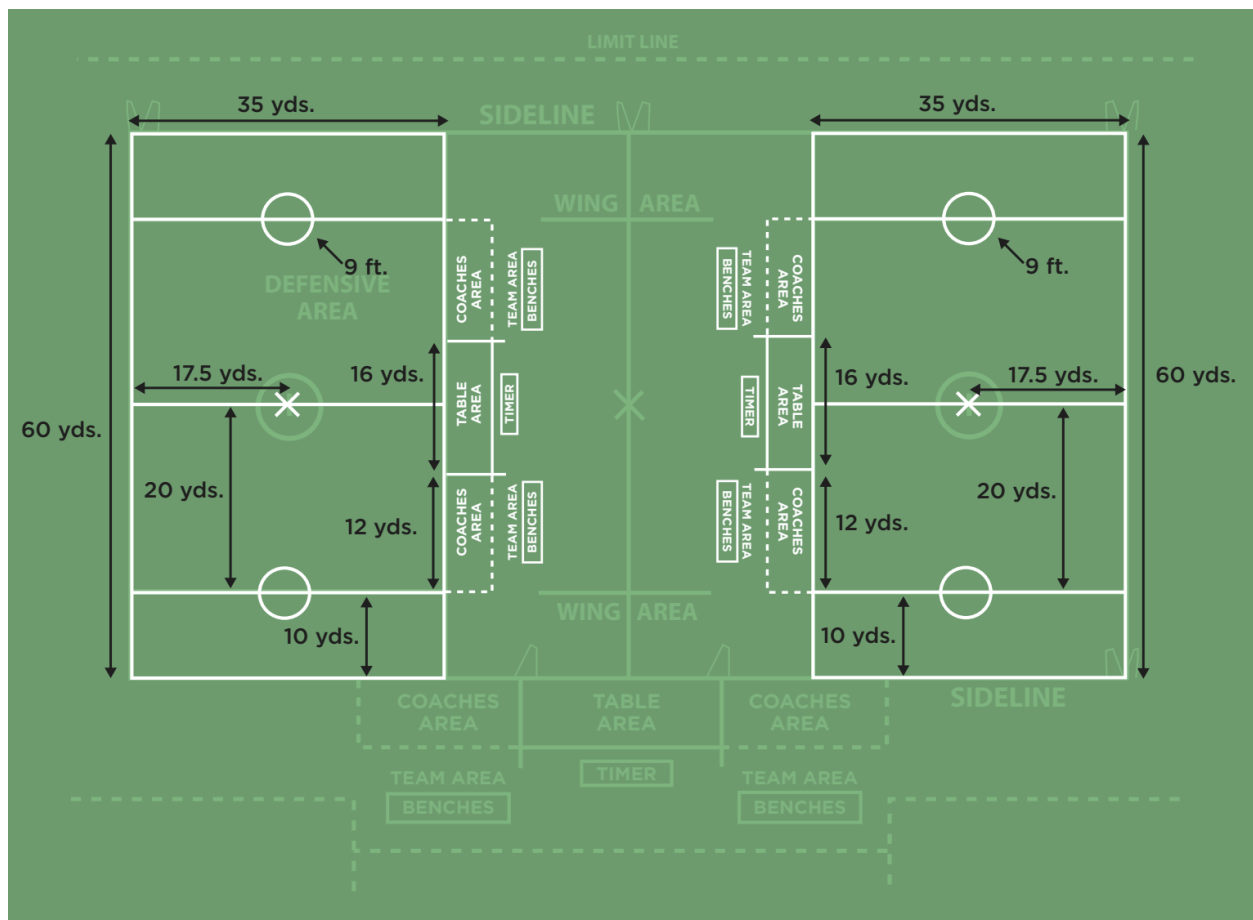 LIMIT LINE
35 yds.
35 yds.
SIDELINE
WING AREA
9 ft.
9 ft.
DEFENSIVE
AREA
COACHES
AREA
TEAM AREA
BENCHES
BENCHES
TEAM AREA
COACHES
AREA
17.5 yds.
16 yds.
TABLE
AREA
TIMER
TIMER
TABLE
AREA
16 yds.
17.5 yds.
60 yds.
60 yds.
20 yds.
12 yds.
COACHES
AREA
TEAM AREA
BENCHES
BENCHES
TEAM AREA
COACHES
AREA
12 yds.
20 yds.
WING AREA
10 yds.
10 yds.
COACHES
AREA
TABLE
AREA
COACHES
AREA
SIDELINE
TEAM AREA
BENCHES
TIMER
TEAM AREA
BENCHES